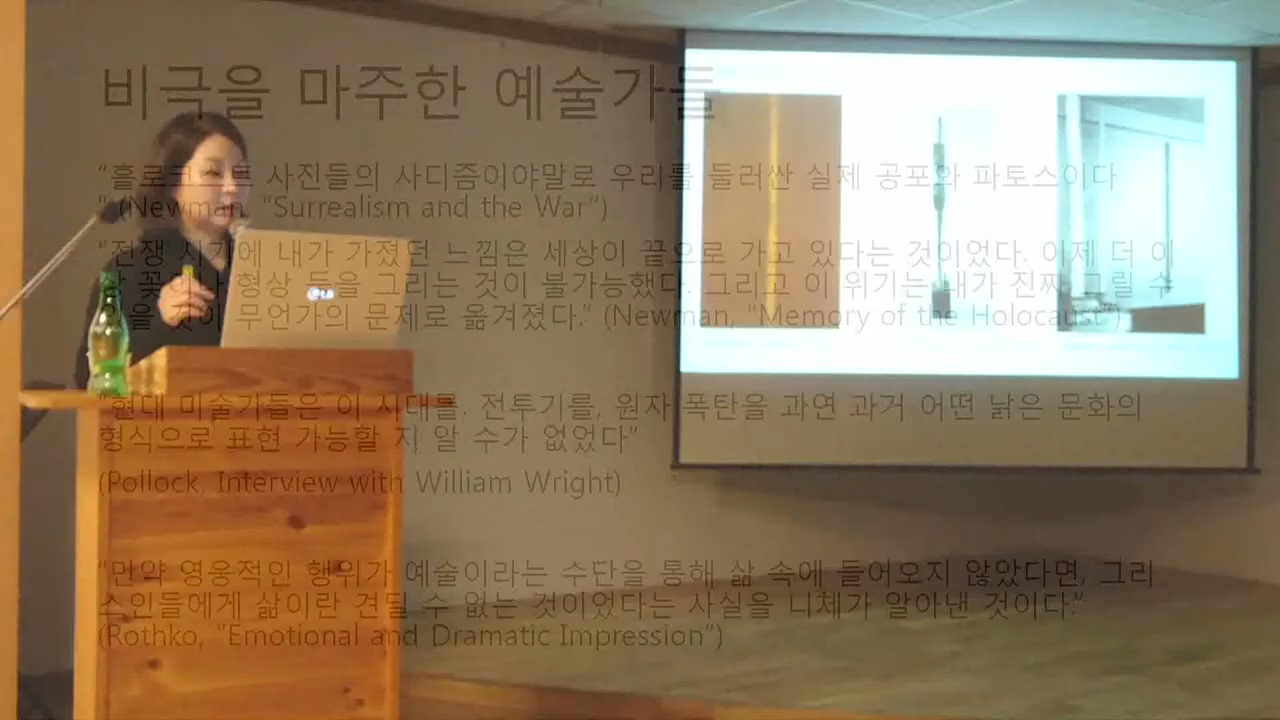 비극을 마주한 예술가들
사진들의 사디즘이야말로 우리를 둘러싼 실제 공포와 파토스이다
" (Newman, "Surrealism and the War")
"전쟁 시기에 내가 가졌던 느낌은 세상이 끝으로 가고 있다는 것이었다. 이제 더 이
상 꽃이나 형상 등을 그리는 것이 불가능했다. 그리고 이 위기는 내가 진짜 그릴 수
무언가의 문제로 옮겨졌다." (Newman, "Memory of the Holocaust")
"현대 미술가들은 이 시대를, 전투기를, 원자 폭탄을 과연 과거 어떤 낡은 문화의
형식으로 표현 가능할 지 알 수가 없었다"
(Pollock, Interview with William Wright)
"만약 영웅적인 행위가 예술이라는 수단을 통해 삶 속에 들어오지 않았다면, 그리
스인들에게 삶이란 견딜 수 없는 것이었다는 사실을 니체가 알아낸 것이다."
(Rothko, "Emotional and Dramatic Impression")
LG